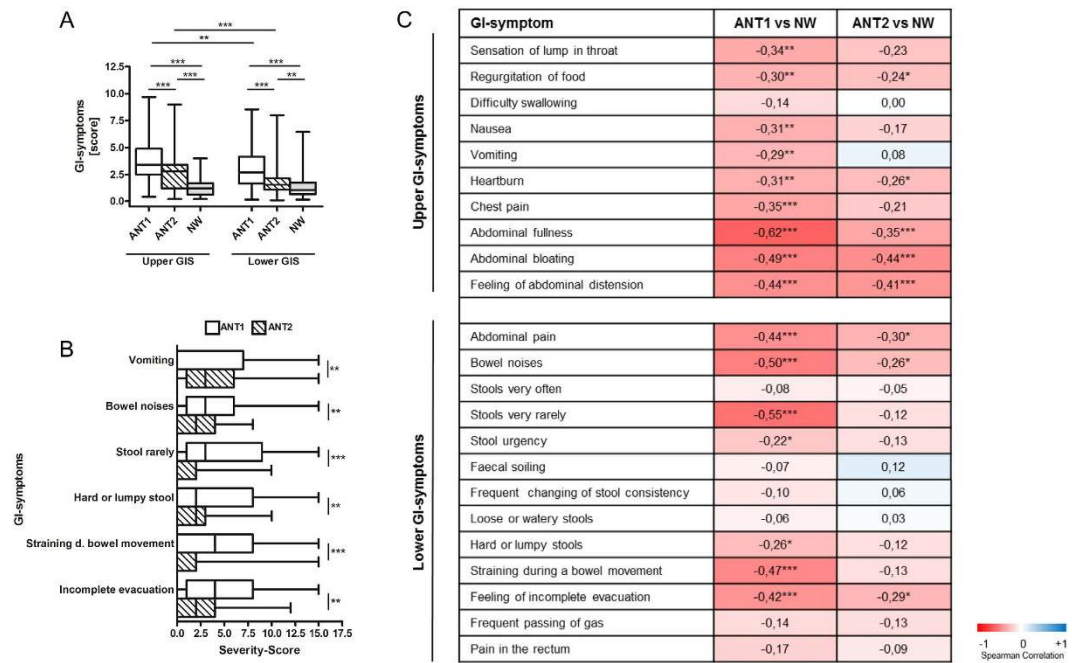 A
***
**
***
***
***
***
***
**
***
***
12.5
10.0
7.5
5.0
2.5
0.0
GI-symptoms
[score]
ANT1
ANT2
NW
ANT1
ANT2
NW
Upper GIS
Lower GIS
B
ANT1
ANT2
GI-symptoms
Vomiting
**
Bowel noises
**
Stool rarely
***
Hard or lumpy stool
**
Straining d. bowel movement
***
Incomplete evacuation
**
0.0 2.5 5.0 7.5 10.0 12.5 15.0 17.5
Severity-Score
C
GI-symptom ANT1 vs NW ANT2 vs NW
Upper GI-symptoms
Sensation of lump in throat -0,34** -0,23
Regurgitation of food -0,30** -0,24*
Difficulty swallowing -0,14 0,00
Nausea -0,31** -0,17
Vomiting -0,29** 0,08
Heartburn -0,31** -0,26*
Chest pain -0,35*** -0,21
Abdominal fullness -0,62*** -0,35***
Abdominal bloating -0,49*** -0,44***
Feeling of abdominal distension -0,44*** -0,41***
Lower GI-symptoms
Abdominal pain -0,44*** -0,30*
Bowel noises -0,50*** -0,26*
Stools very often -0,08 -0,05
Stools very rarely -0,55*** -0,12
Stool urgency -0,22* -0,13
Faecal soiling -0,07 0,12
Frequent changing of stool consistency -0,10 0,06
Loose or watery stools -0,06 0,03
Hard or lumpy stools -0,26* -0,12
Straining during a bowel movement -0,47*** -0,13
Feeling of incomplete evacuation -0,42*** -0,29*
Frequent passing of gas -0,14 -0,13
Pain in the rectum -0,17 -0,09
-1 0 +1
Spearman Correlation